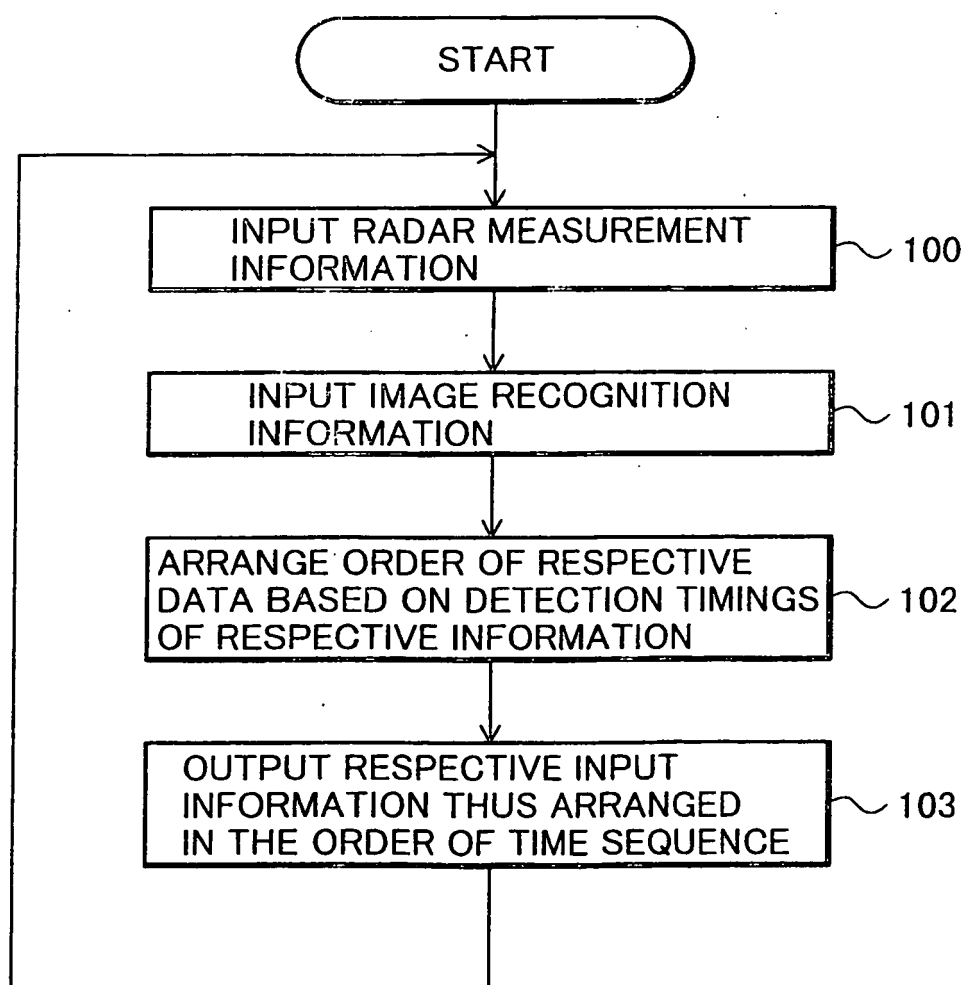 START
INPUT RADAR MEASUREMENT
INFORMATION
100
INPUT IMAGE RECOGNITION
INFORMATION
101
ARRANGE ORDER OF RESPECTIVE
DATA BASED ON DETECTION TIMINGS
OF RESPECTIVE INFORMATION
102
OUTPUT RESPECTIVE INPUT
INFORMATION THUS ARRANGED
IN THE ORDER OF TIME SEQUENCE
103